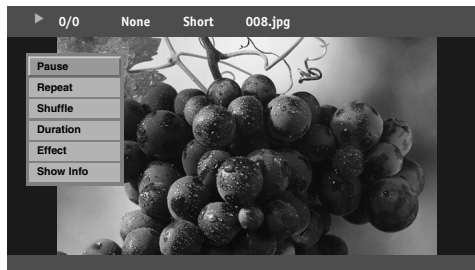 0/0 None Short 008.jpg
Pause
Repeat
Shuffle
Duration
Effect
Show Info